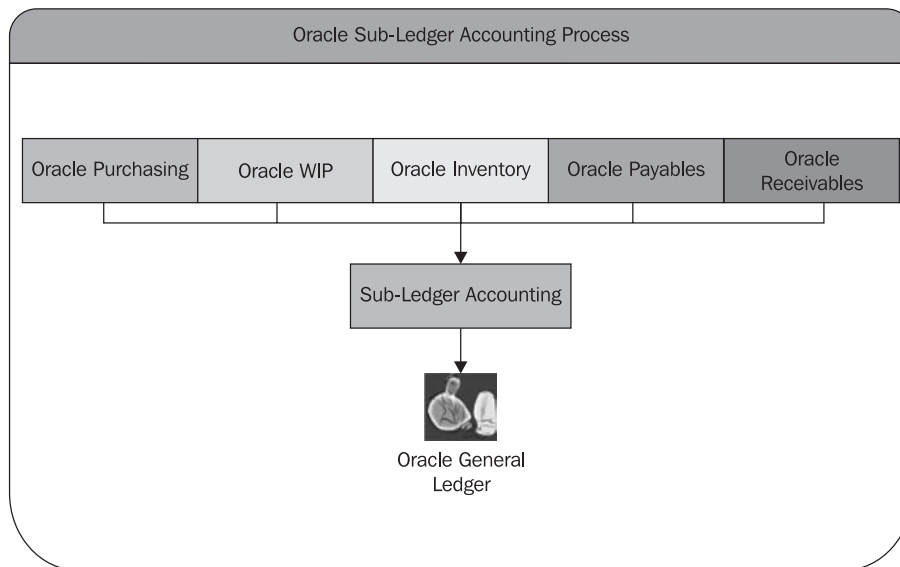 Oracle Sub-Ledger Accounting Process
Oracle Purchasing
Oracle WIP
Oracle Inventory
Oracle Payables
Oracle
Receivables
Sub-Ledger Accounting
Oracle General
Ledger